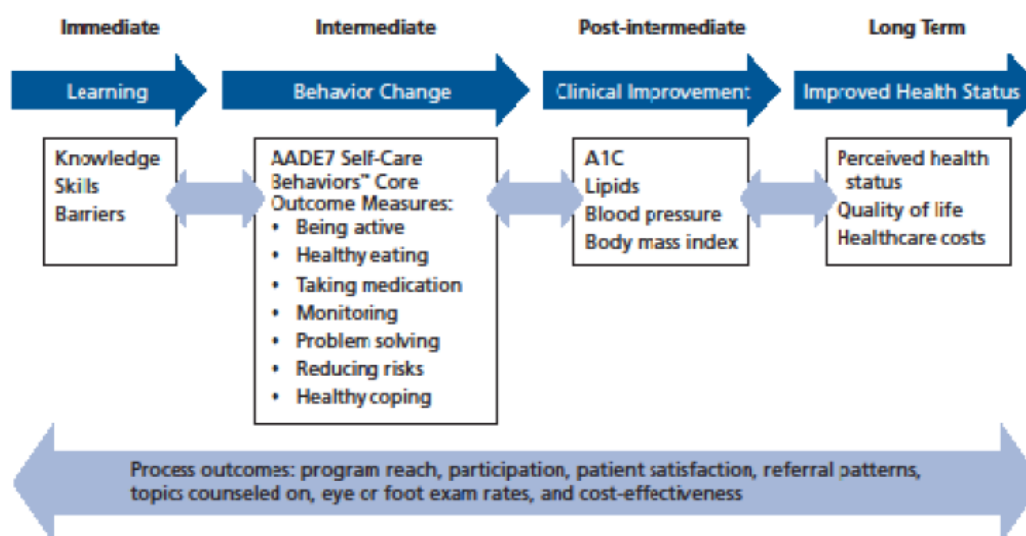 Immediate
Intermediate
Post-intermediate
Long Term
Learning
Behavior Change
Clinical Improvement
Improved Health Status
Knowledge
Skills
Barriers
AADE7 Self-Care
Behaviors™ Core
Outcome Measures:
• Being active
• Healthy eating
• Taking medication
• Monitoring
• Problem solving
• Reducing risks
• Healthy coping
A1C
Lipids
Blood pressure
Body mass index
Perceived health
status
Quality of life
Healthcare costs
Process outcomes: program reach, participation, patient satisfaction, referral patterns,
topics counseled on, eye or foot exam rates, and cost-effectiveness